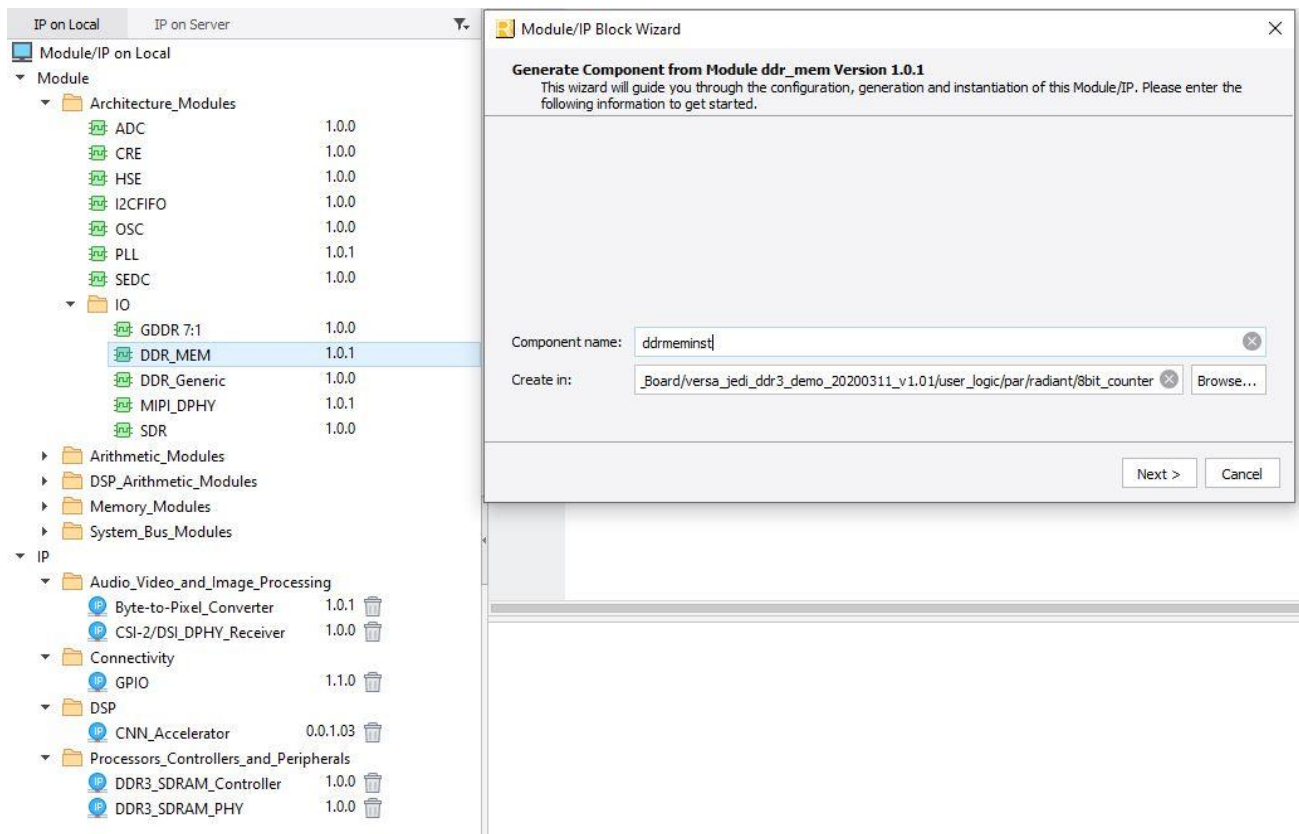 IP on Local IP on Server
Module/IP on Local
Module
Architecture_Modules
ADC 1.0.0
CRE 1.0.0
HSE 1.0.0
I2CFIFO 1.0.0
OSC 1.0.0
PLL 1.0.1
SEDC 1.0.0
IO
GDDR 7:1 1.0.0
DDR_MEM 1.0.1
DDR_Generic 1.0.0
MIPI_DPHY 1.0.1
SDR 1.0.0
Arithmetic_Modules
DSP_Arithmetic_Modules
Memory_Modules
System_Bus_Modules
IP
Audio_Video_and_Image_Processing
Byte-to-Pixel_Converter 1.0.1
CSI-2/DSI_DPHY_Receiver 1.0.0
Connectivity
GPIO 1.1.0
DSP
CNN_Accelerator 0.0.1.03
Processors_Controllers_and_Peripherals
DDR3_SDRAM_Controller 1.0.0
DDR3_SDRAM_PHY 1.0.0
Module/IP Block Wizard
Generate Component from Module ddr_mem Version 1.0.1
This wizard will guide you through the configuration, generation and instantiation of this Module/IP. Please enter the
following information to get started.
Component name: ddrmeminst
Create in: _Board/versa_jedi_ddr3_demo_20200311_v1.01/user_logic/par/radiant/8bit_counter Browse...
Next > Cancel